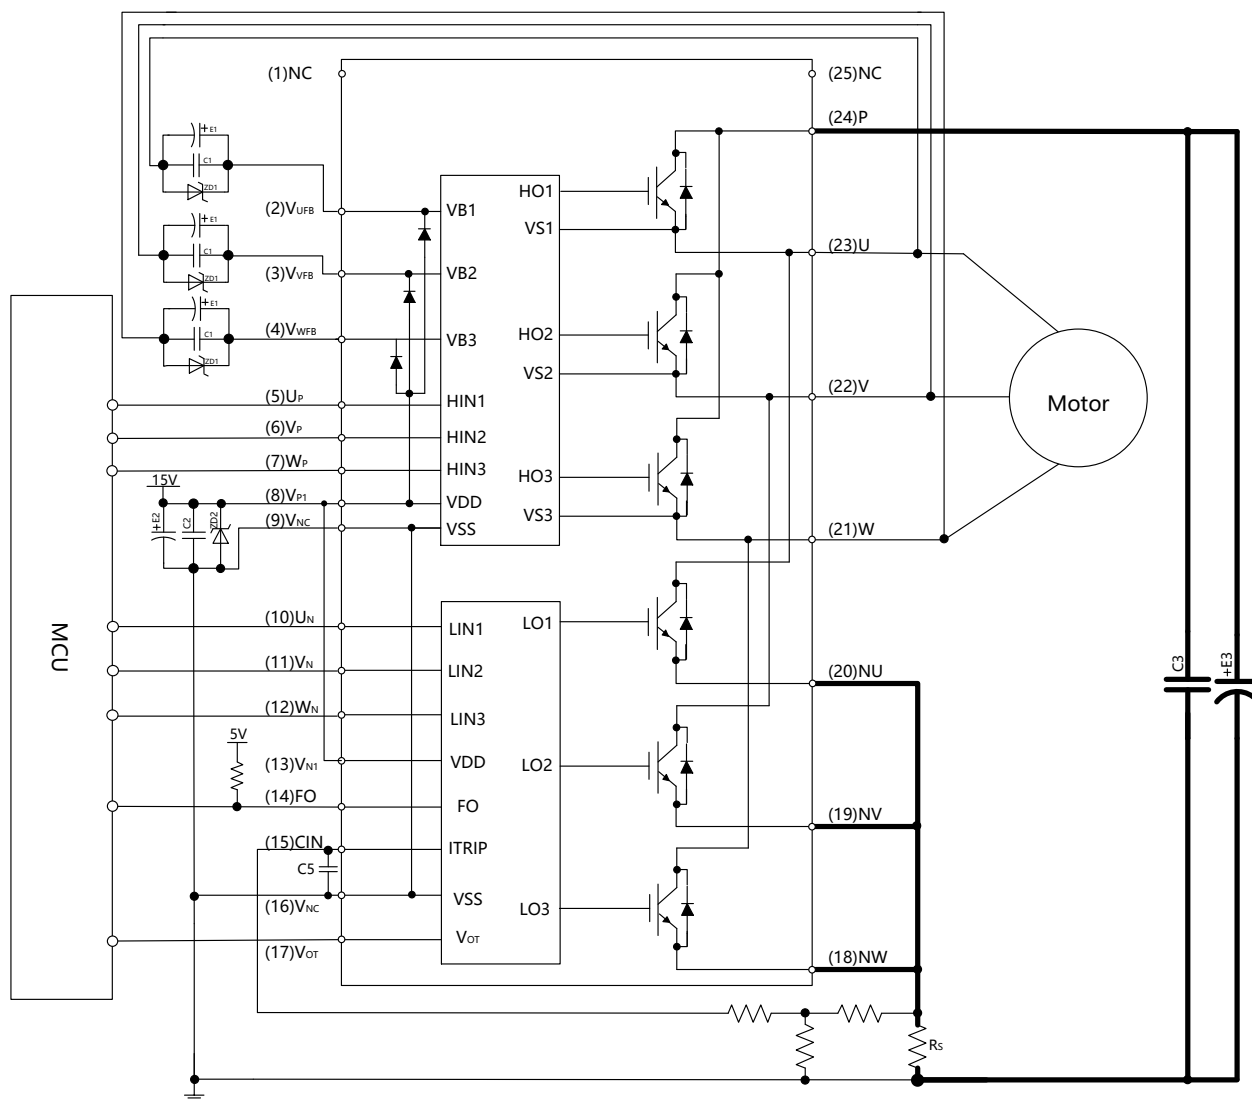 (1)NC
(25)NC
(24)P
+E1
C1
ZD1
HO1
(2)VUFB
VB1
VS1
(23)U
+E1
C1
ZD1
(3)VVFB
VB2
+E1
C1
ZD1
(4)VWFB
VB3
HO2
VS2
(22)V
Motor
(5)UP
HIN1
(6)VP
HIN2
(7)WP
HIN3
HO3
15V
(8)VP1
VDD
VS3
+E2
C2
ZD2
(9)VNC
VSS
(21)W
MCU
(10)UN
LIN1
LO1
(11)VN
LIN2
(20)NU
C3
+E3
(12)WN
LIN3
5V
(13)VN1
VDD
LO2
(14)FO
FO
(19)NV
(15)CIN
ITRIP
C5
(16)VNC
VSS
LO3
(17)VOT
VOT
(18)NW
RS